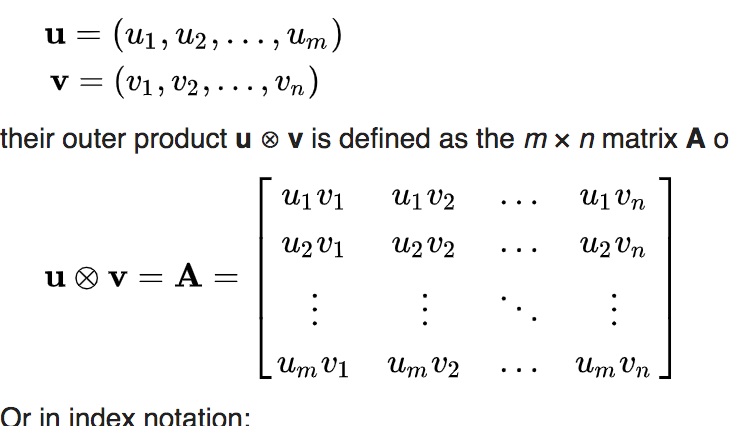 u = (u₁, u₂, . . . , uₘ)
v = (v₁, v₂, . . . , vₙ)
their outer product u ⊗ v is defined as the m × n matrix A o
u ⊗ v = A = [ u₁v₁ u₁v₂ . . . u₁vₙ
u₂v₁ u₂v₂ . . . u₂vₙ
⋮ ⋮ ⋱ ⋮
uₘv₁ uₘv₂ . . . uₘvₙ ]
Or in index notation: